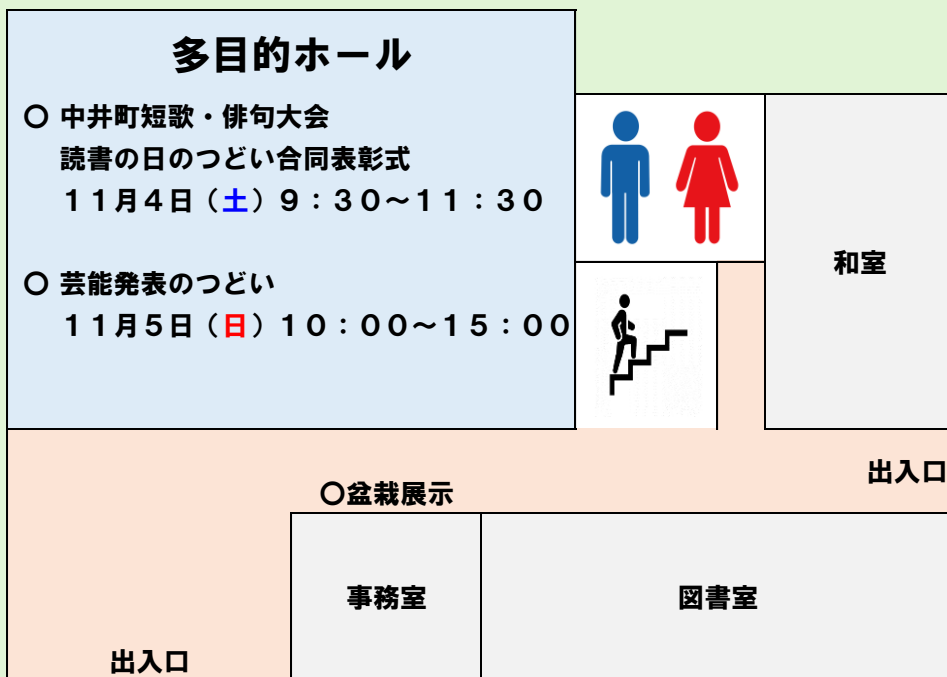 多目的ホール
〇 中井町短歌・俳句大会
読書の日のつどい合同表彰式
１１月４日（土）９：３０～１１：３０
〇 芸能発表のつどい
１１月５日（日）１０：００～１５：００
和室
出入口
〇盆栽展示
事務室
図書室
出入口